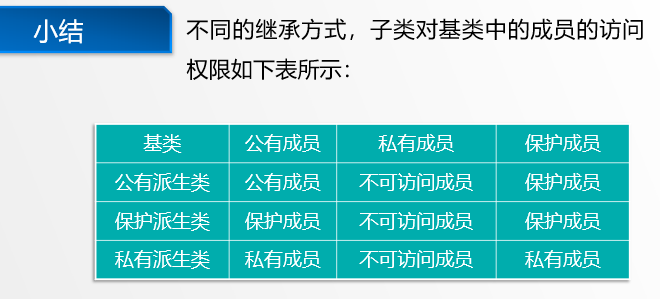 小结
不同的继承方式，子类对基类中的成员的访问
权限如下表所示：
基类 公有成员 私有成员 保护成员
公有派生类 公有成员 不可访问成员 保护成员
保护派生类 保护成员 不可访问成员 保护成员
私有派生类 私有成员 不可访问成员 私有成员